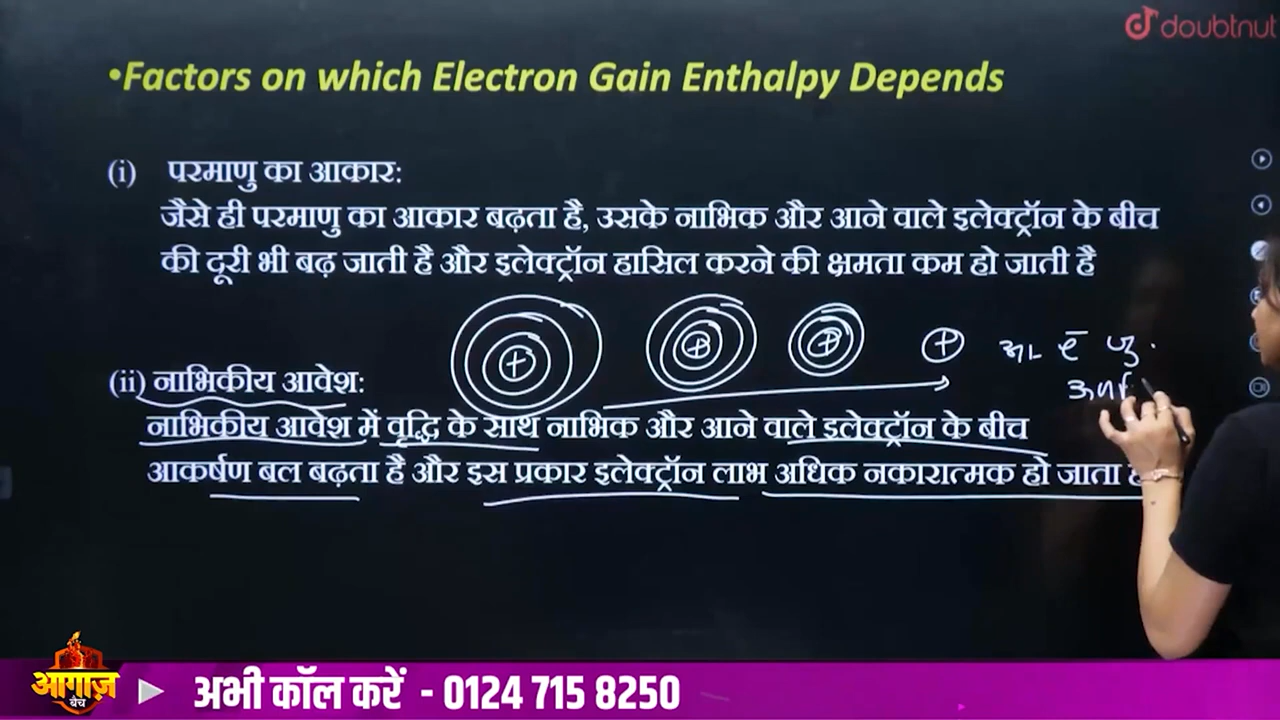 doubtnut
•Factors on which Electron Gain Enthalpy Depends
(i) परमाणु का आकार:
जैसे ही परमाणु का आकार बढ़ता है, उसके नाभिक और आने वाले इलेक्ट्रॉन के बीच
की दूरी भी बढ़ जाती है और इलेक्ट्रॉन हासिल करने की क्षमता कम हो जाती है
(ii) नाभिकीय आवेश:
नाभिकीय आवेश में वृद्धि के साथ नाभिक और आने वाले इलेक्ट्रॉन के बीच
आकर्षण बल बढ़ता है और इस प्रकार इलेक्ट्रॉन लाभ अधिक नकारात्मक हो जाता
आगाज़
बैच
अभी कॉल करें - 0124 715 8250